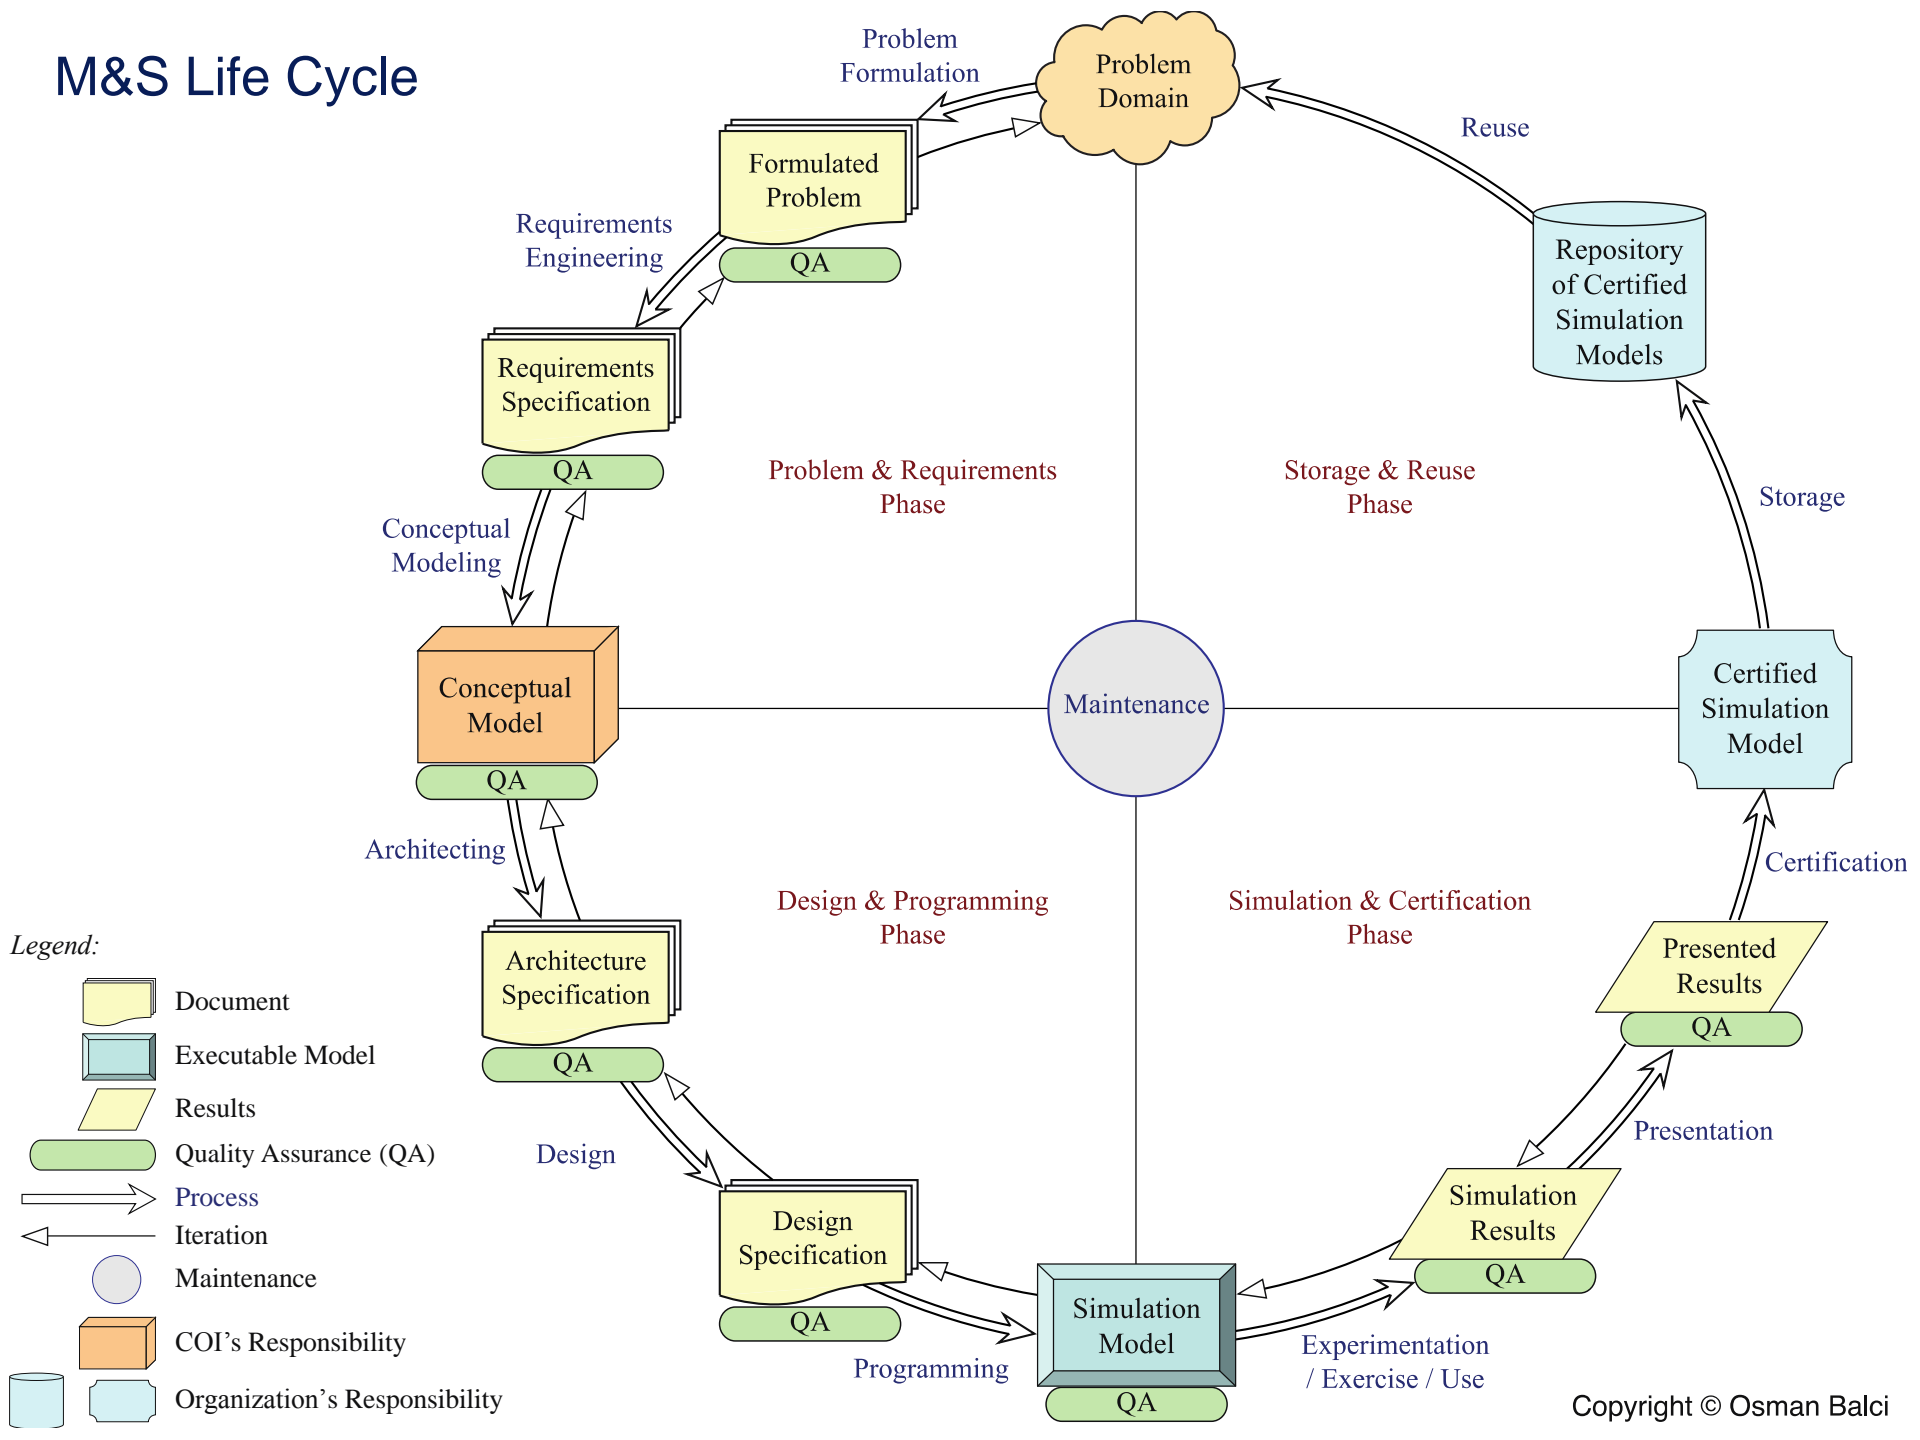 M&S Life Cycle
Problem
Formulation
Problem
Domain
Reuse
Formulated
Problem
QA
Requirements
Engineering
Repository
of Certified
Simulation
Models
Requirements
Specification
QA
Problem & Requirements
Phase
Storage & Reuse
Phase
Storage
Conceptual
Modeling
Conceptual
Model
QA
Maintenance
Certified
Simulation
Model
Architecting
Certification
Design & Programming
Phase
Simulation & Certification
Phase
Architecture
Specification
QA
Presented
Results
QA
Design
Presentation
Design
Specification
QA
Simulation
Results
QA
Programming
Simulation
Model
QA
Experimentation
/ Exercise / Use
Legend:
Document
Executable Model
Results
Quality Assurance (QA)
Process
Iteration
Maintenance
COI’s Responsibility
Organization’s Responsibility
Copyright © Osman Balci